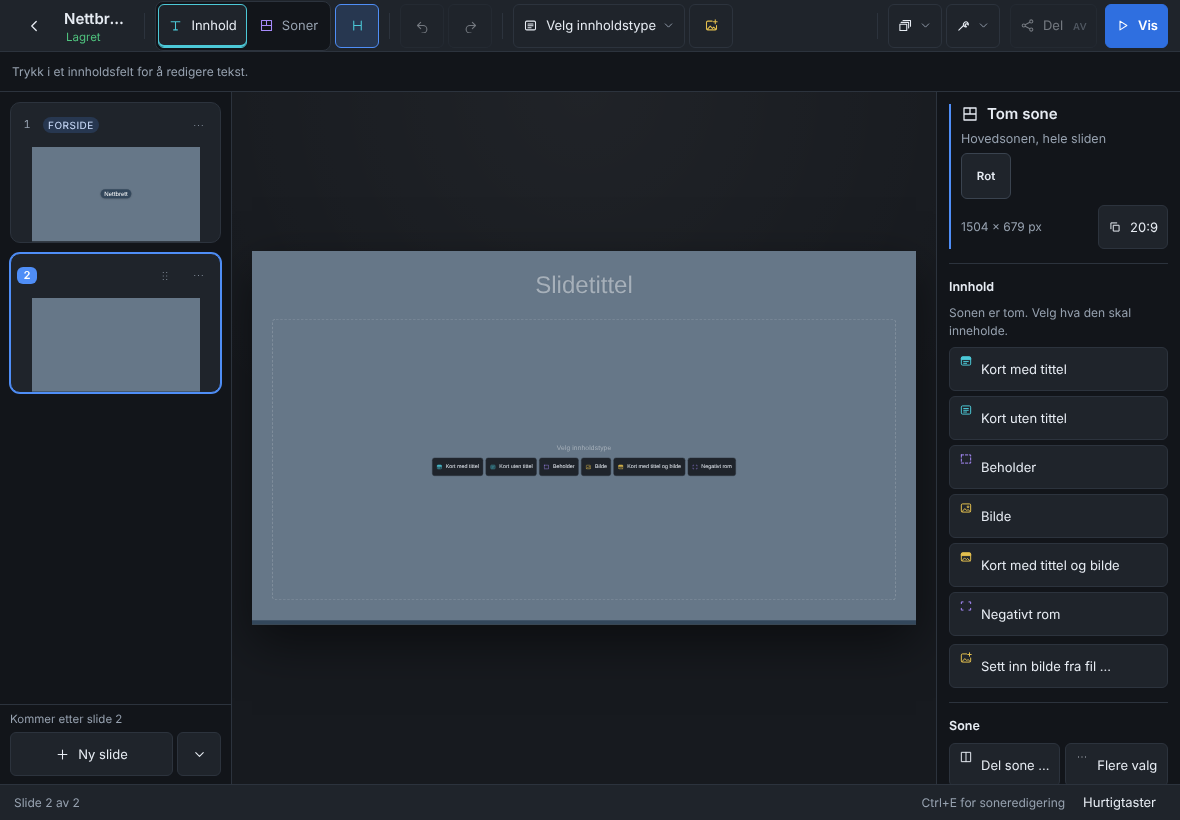 Nettbr...
Lagret
Innhold
Soner
H
Velg innholdstype
Del AV
Vis
Trykk i et innholdsfelt for å redigere tekst.
1 FORSIDE
Nettbrett
2
Kommer etter slide 2
Ny slide
Slidetittel
Velg innholdstype
Kort med tittel
Kort uten tittel
Beholder
Bilde
Kort med tittel og bilde
Negativt rom
Tom sone
Hovedsonen, hele sliden
Rot
1504 × 679 px
20:9
Innhold
Sonen er tom. Velg hva den skal
inneholde.
Kort med tittel
Kort uten tittel
Beholder
Bilde
Kort med tittel og bilde
Negativt rom
Sett inn bilde fra fil ...
Sone
Del sone ...
Flere valg
Slide 2 av 2
Ctrl+E for soneredigering
Hurtigtaster